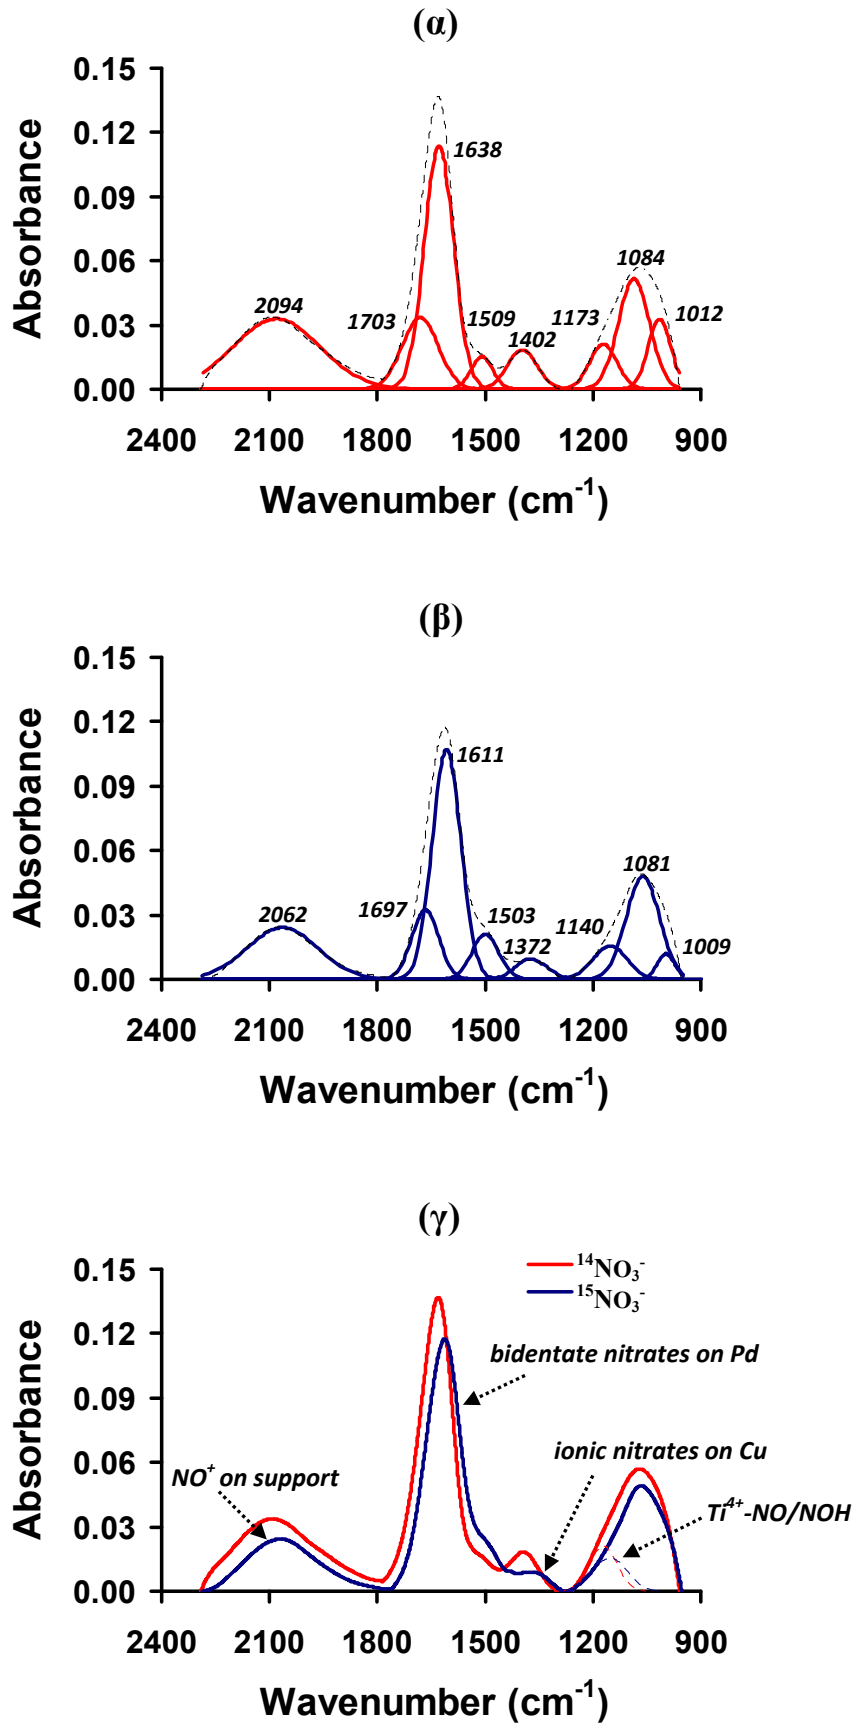 (α)
0.15
0.12
0.09
0.06
0.03
0.00
Absorbance
2094
1703
1638
1509
1402
1173
1084
1012
2400 2100 1800 1500 1200 900
Wavenumber (cm⁻¹)
(β)
0.15
0.12
0.09
0.06
0.03
0.00
Absorbance
2062
1697
1611
1503
1372
1140
1081
1009
2400 2100 1800 1500 1200 900
Wavenumber (cm⁻¹)
(γ)
0.15
0.12
0.09
0.06
0.03
0.00
Absorbance
¹⁴NO₃⁻
¹⁵NO₃⁻
bidentate nitrates on Pd
ionic nitrates on Cu
NO⁺ on support
Ti⁴⁺-NO/NOH
2400 2100 1800 1500 1200 900
Wavenumber (cm⁻¹)